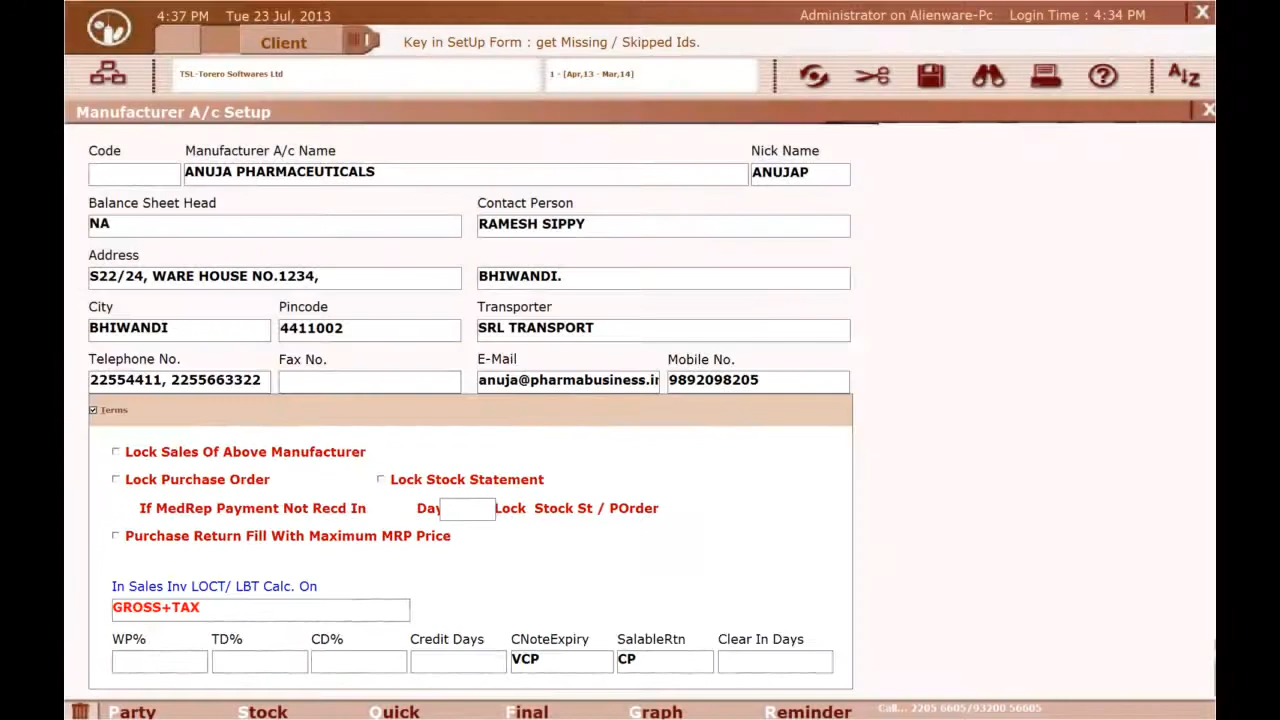 4:37 PM Tue 23 Jul, 2013 Administrator on Alienware-Pc Login Time : 4:34 PM X
Client Key in SetUp Form : get Missing / Skipped Ids.
TSL-Torero Softwares Ltd 1 - [Apr,13 - Mar,14] ? A Z
Manufacturer A/c Setup X
Code Manufacturer A/c Name Nick Name
ANUJA PHARMACEUTICALS ANUJAP
Balance Sheet Head Contact Person
NA RAMESH SIPPY
Address
S22/24, WARE HOUSE NO.1234, BHIWANDI.
City Pincode Transporter
BHIWANDI 4411002 SRL TRANSPORT
Telephone No. Fax No. E-Mail Mobile No.
22554411, 2255663322 anuja@pharmabusiness.in 9892098205
Terms
Lock Sales Of Above Manufacturer
Lock Purchase Order Lock Stock Statement
If MedRep Payment Not Recd In Day Lock Stock St / POrder
Purchase Return Fill With Maximum MRP Price
In Sales Inv LOCT/ LBT Calc. On
GROSS+TAX
WP% TD% CD% Credit Days CNoteExpiry SalableRtn Clear In Days
VCP CP
Party Stock Quick Final Graph Reminder Call... 2205 6605/93200 56605